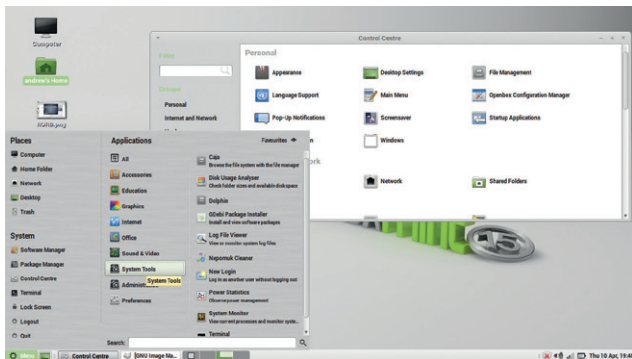 Computer
andrew's Home
Control Centre
Filter
Groups
Personal
Internet and Network
Personal
Appearance
Desktop Settings
File Management
Language Support
Main Menu
Openbox Configuration Manager
Pop-Up Notifications
Screensaver
Startup Applications
Windows
Network
Shared Folders
Places
Computer
Home Folder
Network
Desktop
Trash
System
Software Manager
Package Manager
Control Centre
Terminal
Lock Screen
Logout
Quit
Applications
Favourites
All
Accessories
Education
Graphics
Internet
Office
Sound & Video
System Tools
Administration
System Tools
Preferences
Caja
Browse the file system with the file manager
Disk Usage Analyser
Check folder sizes and available disk space
Dolphin
GDebi Package Installer
Install and view software packages
Log File Viewer
View or monitor system log files
Nepomuk Cleaner
New Login
Log in as another user without logging out
Power Statistics
Observe power management
System Monitor
View current processes and monitor syste...
Terminal
Search:
15
Menu
Control Centre
[GNU Image Ma...
Thu 10 Apr, 19:4